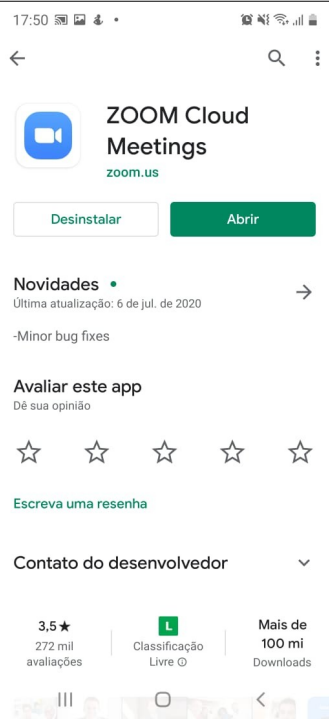 17:50
ZOOM Cloud
Meetings
zoom.us
Desinstalar
Abrir
Novidades
Última atualização: 6 de jul. de 2020
-Minor bug fixes
Avaliar este app
Dê sua opinião
Escreva uma resenha
Contato do desenvolvedor
3,5★
272 mil
avaliações
L
Classificação
Livre
Mais de
100 mi
Downloads